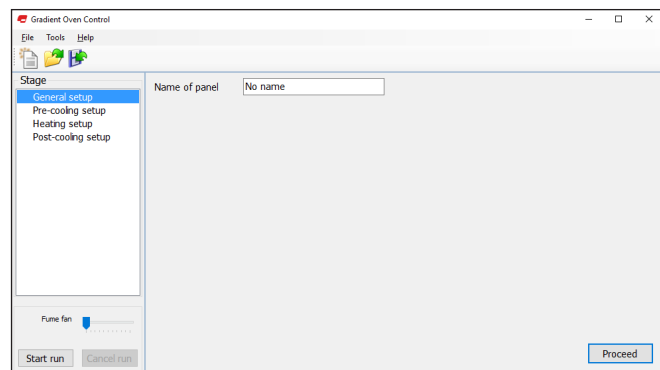 Gradient Oven Control
File Tools Help
Stage
General setup
Pre-cooling setup
Heating setup
Post-cooling setup
Name of panel No name
Fume fan
Start run Cancel run
Proceed